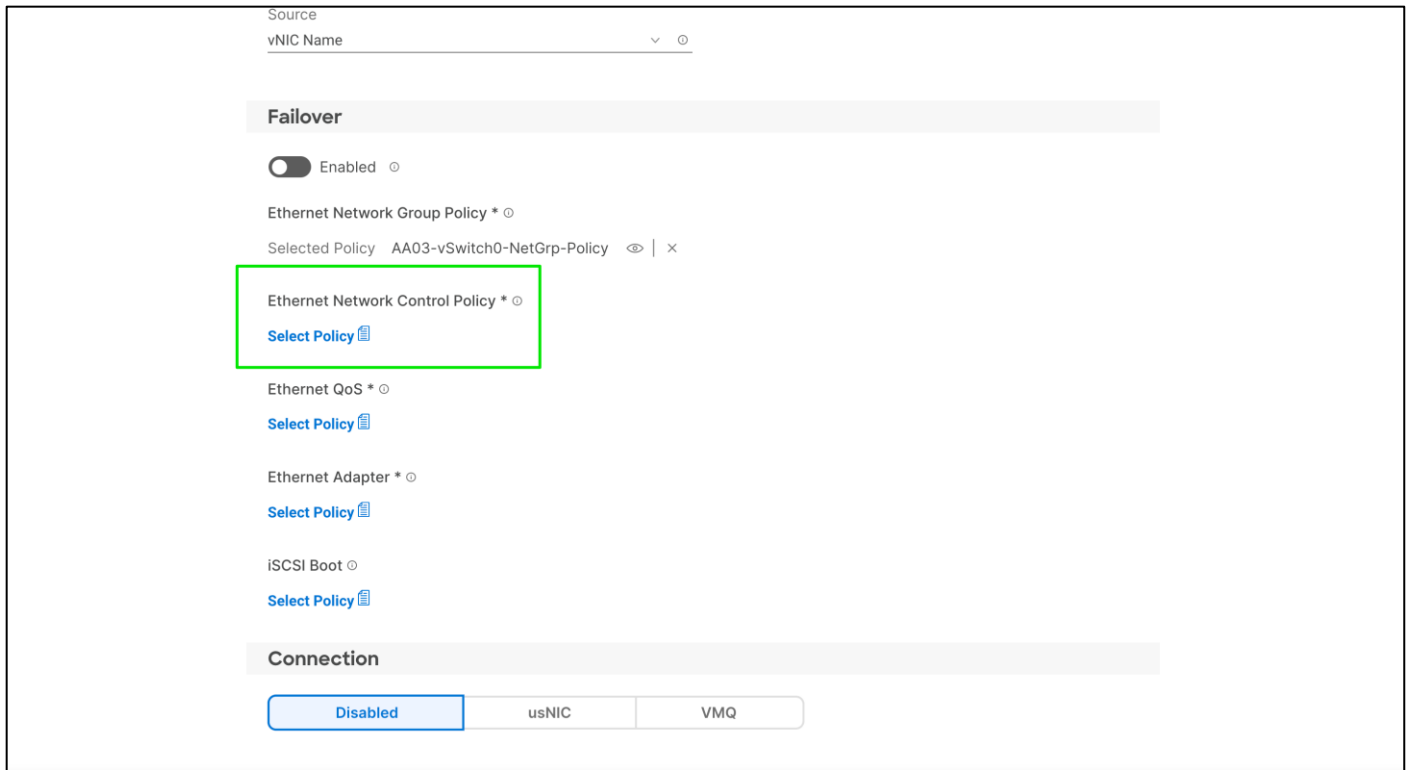 Source
vNIC Name
Failover
Enabled
Ethernet Network Group Policy *
Selected Policy AA03-vSwitch0-NetGrp-Policy
Ethernet Network Control Policy *
Select Policy
Ethernet QoS *
Select Policy
Ethernet Adapter *
Select Policy
iSCSI Boot
Select Policy
Connection
Disabled usNIC VMQ